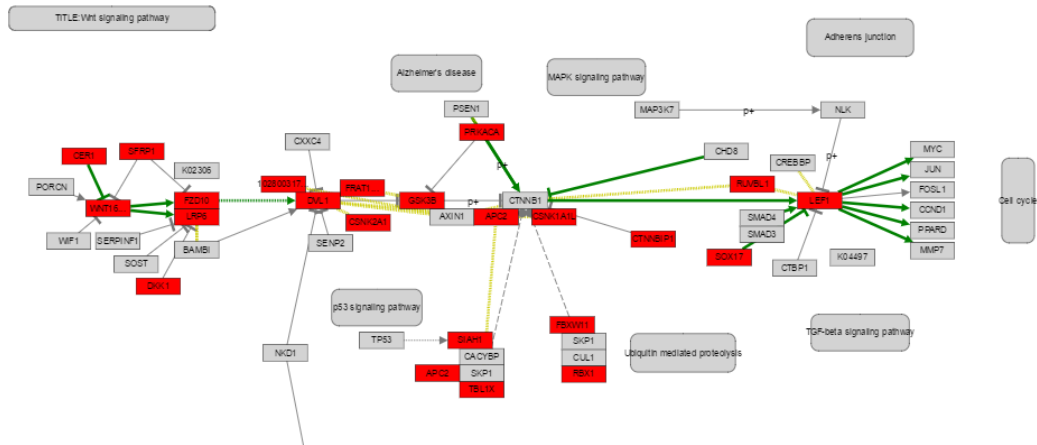 TITLE:Wnt signaling pathway
Adherens junction
Alzheimer's disease
MAPK signaling pathway
PSEN1
MAP3K7
p+
NLK
PRKACA
CER1
SFRP1
CXXC4
CHD8
MYC
p+
p+
CREBBP
JUN
K02306
PORCN
FRAT1...
RUVBL1
FOSL1
Cell cycle
WNT16...
FZD10
DVL1
GSK3B
p+
CTNNB1
LEF1
LRP6
AXIN1
APC2
CSNK1A1L
SMAD4
CCND1
CSNK2A1
SMAD3
PPARD
WIF1
SERPINF1
BAMBI
SENP2
CTNNBIP1
SOX17
K04497
MMP7
SOST
CTBP1
DKK1
p53 signaling pathway
TP53
SIAH1
FBXW11
TGF-beta signaling pathway
NKD1
CACYBP
SKP1
CUL1
Ubiquitin mediated proteolysis
APC2
SKP1
RBX1
TBL1X